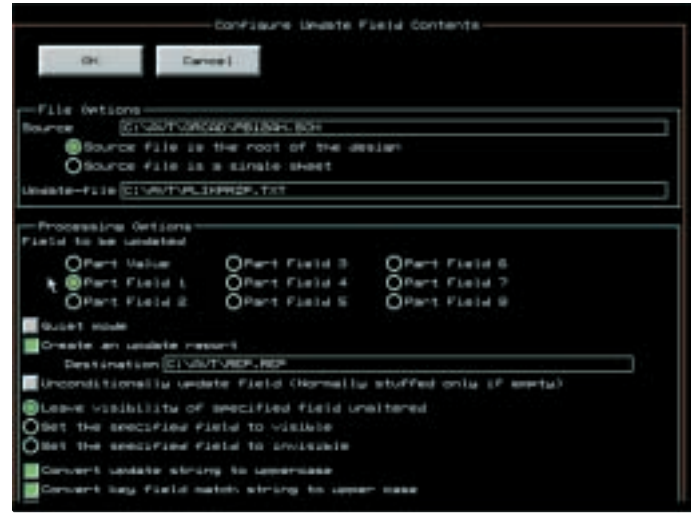 Configure Update Field Contents
OK Cancel
File Options
Source
Source file is the root of the design
Source file is a single sheet
Update-file
Processing Options
Field to be updated
Part Value Part Field 3 Part Field 6
Part Field 1 Part Field 4 Part Field 7
Part Field 2 Part Field 5 Part Field 8
Quiet mode
Create an update report
Destination C:\AVT\REP.REP
Unconditionally update field (Normally stuffed only if empty)
Leave visibility of specified field unaltered
Set the specified field to visible
Set the specified field to invisible
Convert update string to uppercase
Convert key field match string to upper case